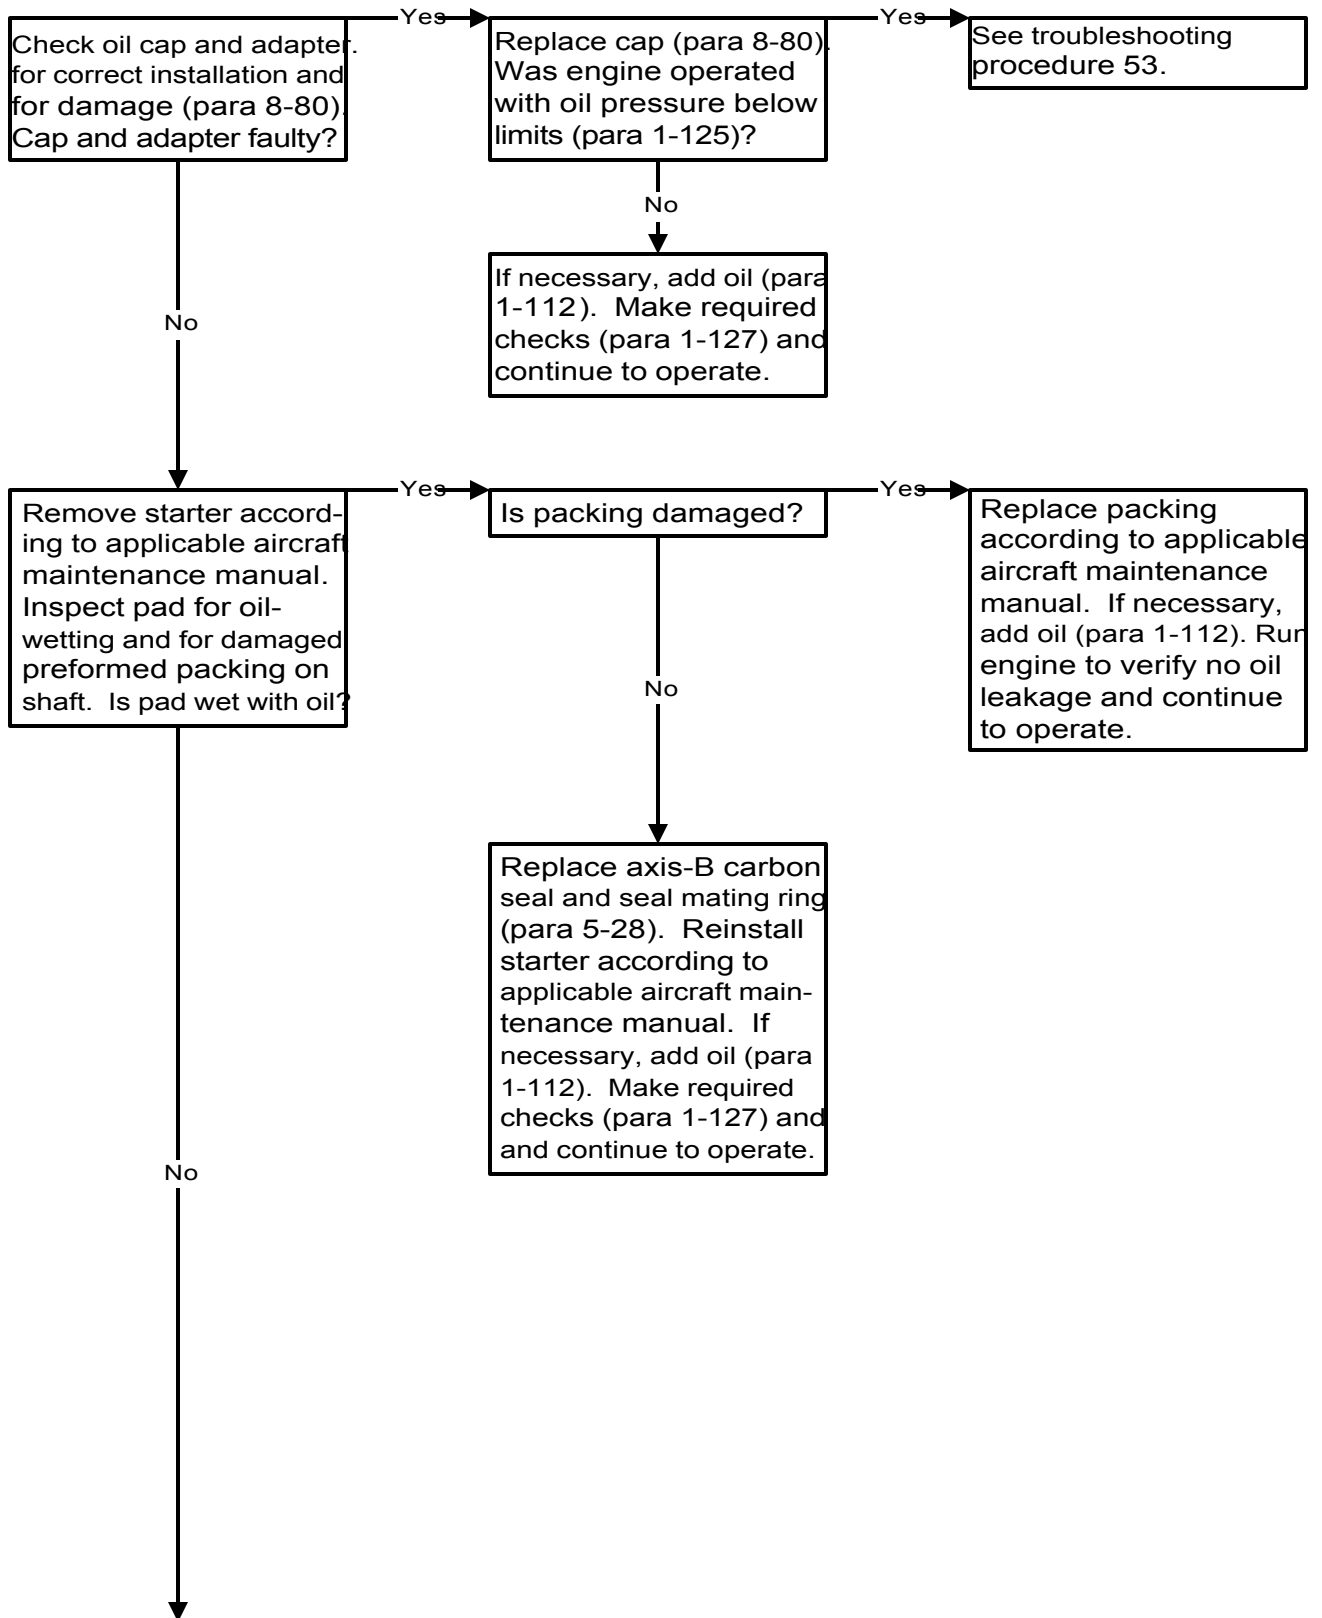 Yes
Yes
Check oil cap and adapter.
for correct installation and
for damage (para 8-80).
Cap and adapter faulty?
Replace cap (para 8-80).
Was engine operated
with oil pressure below
limits (para 1-125)?
See troubleshooting
procedure 53.
No
If necessary, add oil (para
1-112).  Make required
checks (para 1-127) and
continue to operate.
No
Yes
Yes
Remove starter accord-
ing to applicable aircraft
maintenance manual.
Inspect pad for oil-
wetting and for damaged
preformed packing on
shaft.  Is pad wet with oil?
Is packing damaged?
Replace packing
according to applicable
aircraft maintenance
manual.  If necessary,
add oil (para 1-112). Run
engine to verify no oil
leakage and continue
to operate.
No
Replace axis-B carbon
seal and seal mating ring
(para 5-28).  Reinstall
starter according to
applicable aircraft main-
tenance manual.  If
necessary, add oil (para
1-112).  Make required
checks (para 1-127) and
and continue to operate.
No